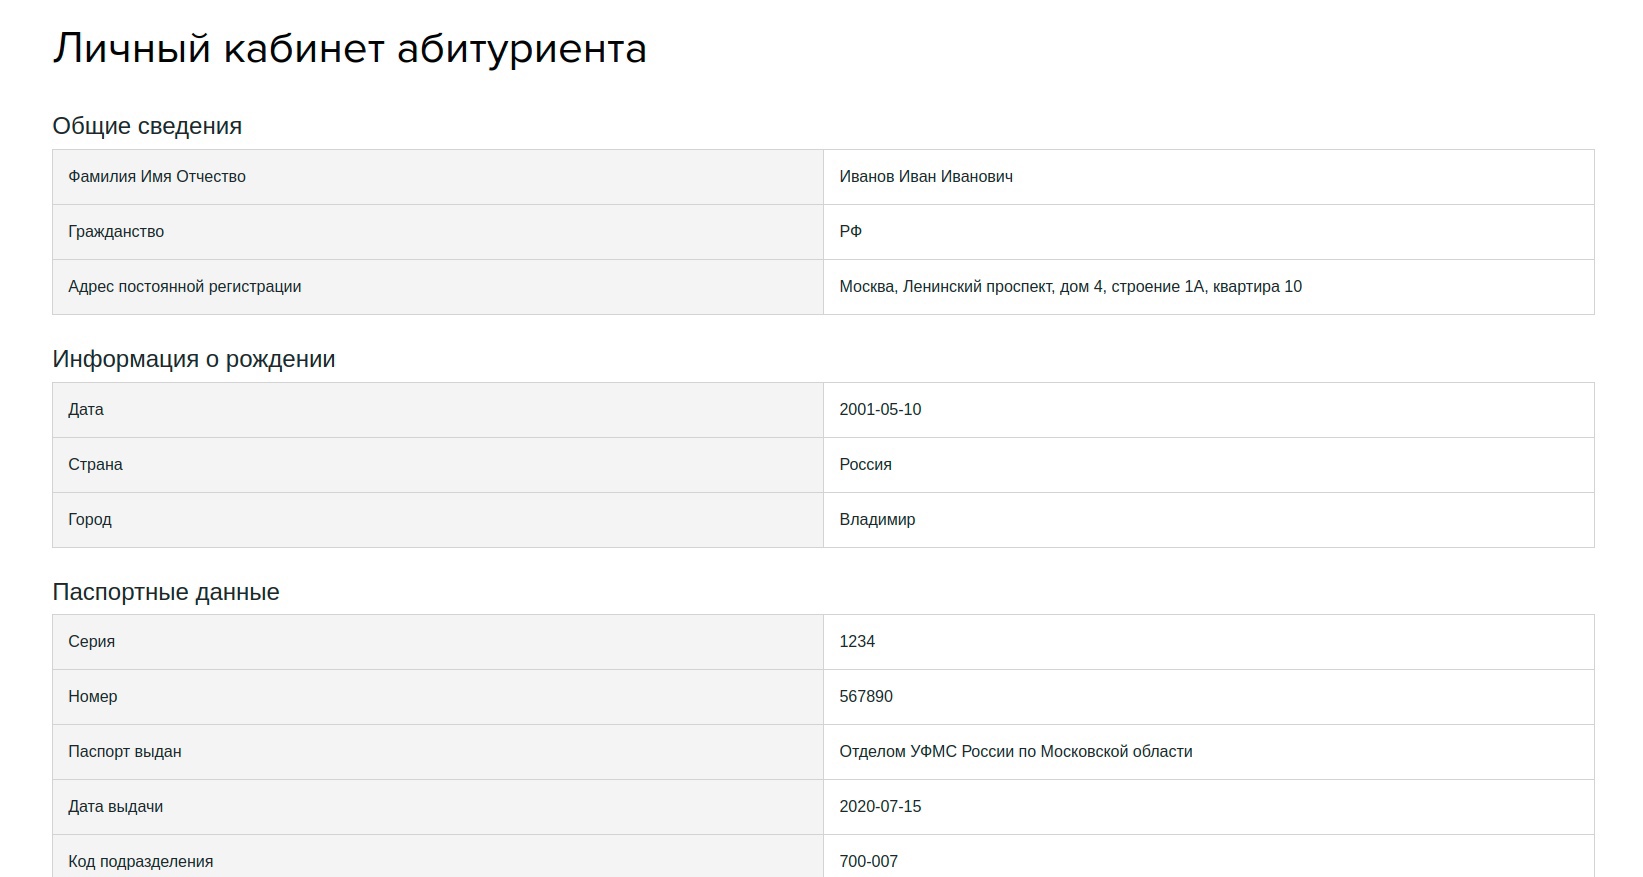 Личный кабинет абитуриента
Общие сведения
Фамилия Имя Отчество Иванов Иван Иванович
Гражданство РФ
Адрес постоянной регистрации Москва, Ленинский проспект, дом 4, строение 1А, квартира 10
Информация о рождении
Дата 2001-05-10
Страна Россия
Город Владимир
Паспортные данные
Серия 1234
Номер 567890
Паспорт выдан Отделом УФМС России по Московской области
Дата выдачи 2020-07-15
Код подразделения 700-007